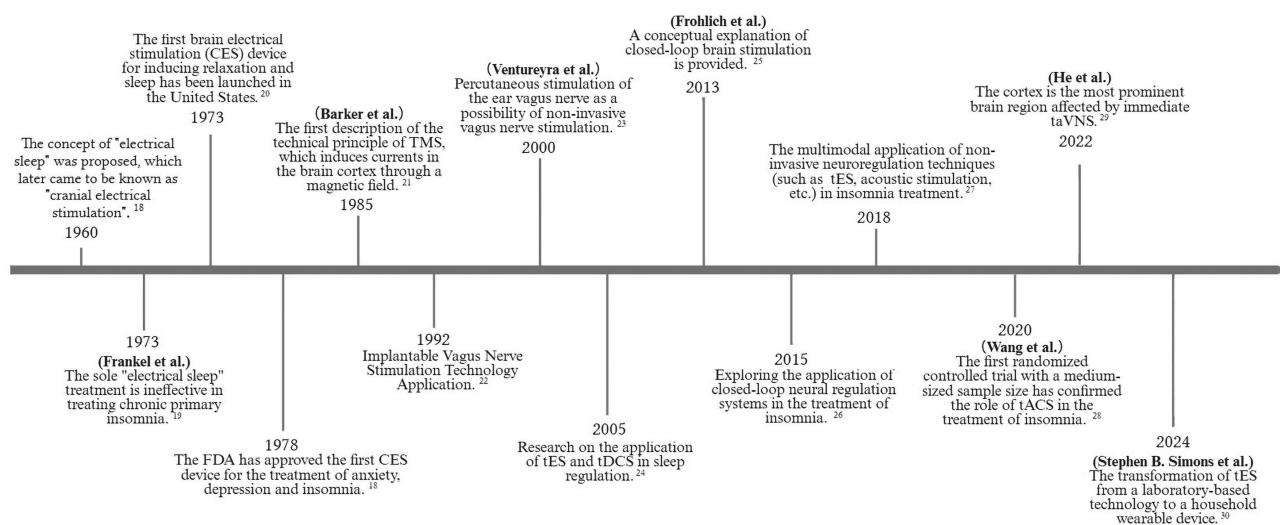 The concept of "electrical
sleep" was proposed, which
later came to be known as
"cranial electrical
stimulation". 18
1960
1973
(Frankel et al.)
The sole "electrical sleep"
treatment is ineffective in
treating chronic primary
insomnia. 19
The first brain electrical
stimulation (CES) device
for inducing relaxation and
sleep has been launched in
the United States. 20
1973
1978
The FDA has approved the first CES
device for the treatment of anxiety,
depression and insomnia. 18
(Barker et al.)
The first description of the
technical principle of TMS,
which induces currents in
the brain cortex through a
magnetic field. 21
1985
1992
Implantable Vagus Nerve
Stimulation Technology
Application. 22
(Ventureyra et al.)
Percutaneous stimulation of
the ear vagus nerve as a
possibility of non-invasive
vagus nerve stimulation. 23
2000
2005
Research on the application
of tES and tDCS in sleep
regulation. 24
(Frohlich et al.)
A conceptual explanation of
closed-loop brain stimulation
is provided. 25
2013
2015
Exploring the application of
closed-loop neural regulation
systems in the treatment of
insomnia. 26
The multimodal application of non-
invasive neuroregulation techniques
(such as tES, acoustic stimulation,
etc.) in insomnia treatment. 27
2018
2020
(Wang et al.)
The first randomized
controlled trial with a medium-
sized sample size has confirmed
the role of tACS in the
treatment of insomnia. 28
(He et al.)
The cortex is the most prominent
brain region affected by immediate
taVNS. 29
2022
2024
(Stephen B. Simons et al.)
The transformation of tES
from a laboratory-based
technology to a household
wearable device. 30